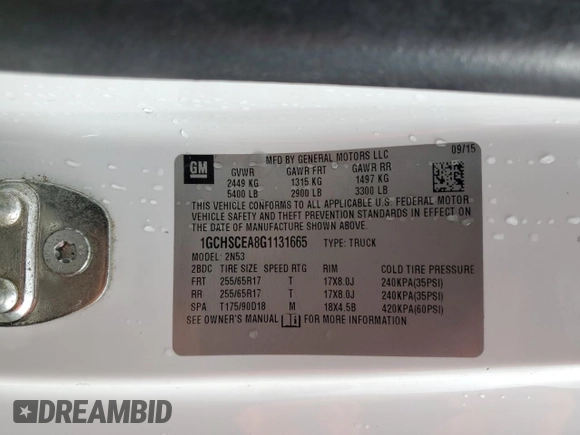 MFD BY GENERAL MOTORS LLC 09/15
GM
GVWR GAWR FRT GAWR RR
2449 KG 1315 KG 1497 KG
5400 LB 2900 LB 3300 LB
THIS VEHICLE CONFORMS TO ALL APPLICABLE U.S. FEDERAL MOTOR
VEHICLE SAFETY AND THEFT PREVENTION STANDARDS IN EFFECT ON
THE DATE OF MANUFACTURE SHOWN ABOVE.
1GCHSCEA8G1131665 TYPE: TRUCK
MODEL: 2N53
2BDC TIRE SIZE SPEED RTG RIM COLD TIRE PRESSURE
FRT 255/65R17 T 17X8.0J 240KPA(35PSI)
RR 255/65R17 T 17X8.0J 240KPA(35PSI)
SPA T175/90D18 M 18X4.5B 420KPA(60PSI)
SEE OWNER'S MANUAL FOR MORE INFORMATION
DREAMBID